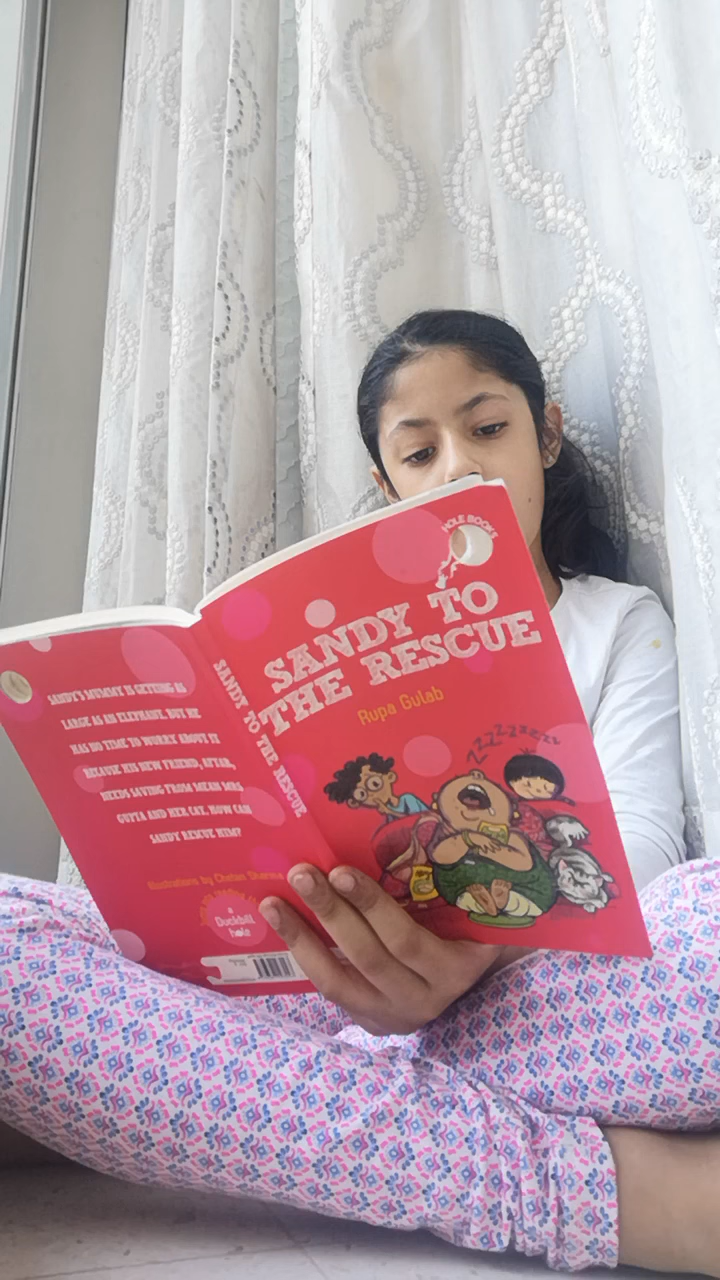 SANDY'S MUMMY IS GETTING AS
LARGE AS AN ELEPHANT. BUT HE
HAS NO TIME TO WORRY ABOUT IT
BECAUSE HIS NEW FRIEND, AVTAR,
NEEDS SAVING FROM MEAN MRS
GUPTA AND HER CAT. HOW CAN
SANDY RESCUE HIM?
Illustrations by Chetan Sharma
a
Duckbill
hole
SANDY TO THE RESCUE
HOLE BOOKS
SANDY TO
THE RESCUE
Rupa Gulab
ZZZZZZZZZ